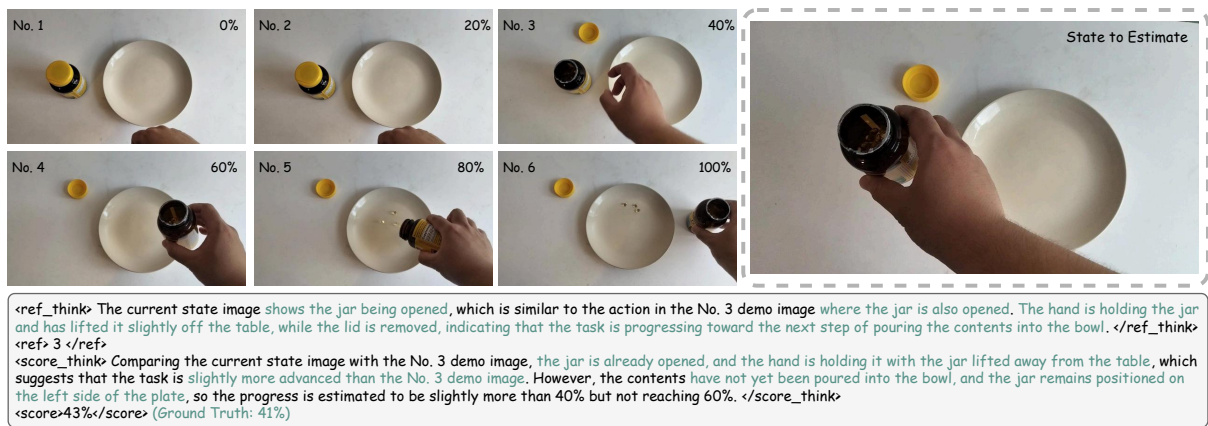 No. 1 0%
No. 2 20%
No. 3 40%
State to Estimate
No. 4 60%
No. 5 80%
No. 6 100%
<ref_think> The current state image shows the jar being opened, which is similar to the action in the No. 3 demo image where the jar is also opened. The hand is holding the jar
and has lifted it slightly off the table, while the lid is removed, indicating that the task is progressing toward the next step of pouring the contents into the bowl. </ref_think>
<ref> 3 </ref>
<score_think> Comparing the current state image with the No. 3 demo image, the jar is already opened, and the hand is holding it with the jar lifted away from the table, which
suggests that the task is slightly more advanced than the No. 3 demo image. However, the contents have not yet been poured into the bowl, and the jar remains positioned on
the left side of the plate, so the progress is estimated to be slightly more than 40% but not reaching 60%. </score_think>
<score>43%</score> (Ground Truth: 41%)